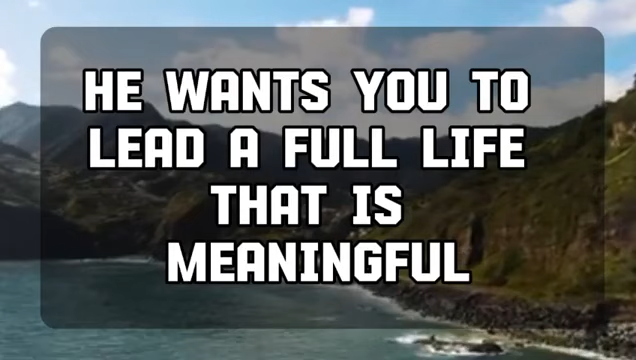 HE WANTS YOU TO
LEAD A FULL LIFE
THAT IS
MEANINGFUL